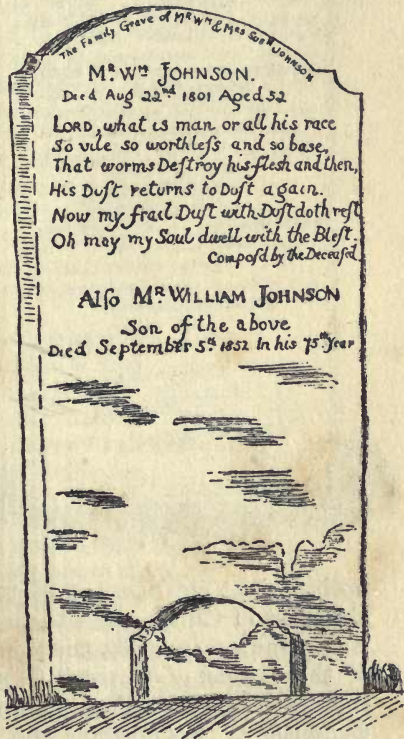 The Family Grave of Mʳ Wᵐ & Mrs Sarʰ JOHNSON
Mʳ Wᵐ JOHNSON.
Died Aug 22ⁿᵈ 1801 Aged 52
LORD, what is man or all his race
So vile so worthleſs and so base,
That worms Deſtroy his fleſh and then,
His Duſt returns to Duſt again.
Now my frail Duſt with Duſt doth reſt
Oh may my Soul dwell with the Bleſt.
Compoſ'd by the Deceaſed
Alſo Mʳ WILLIAM JOHNSON
Son of the above
Died September 5ᵗʰ 1852 In his 75ᵗʰ Year